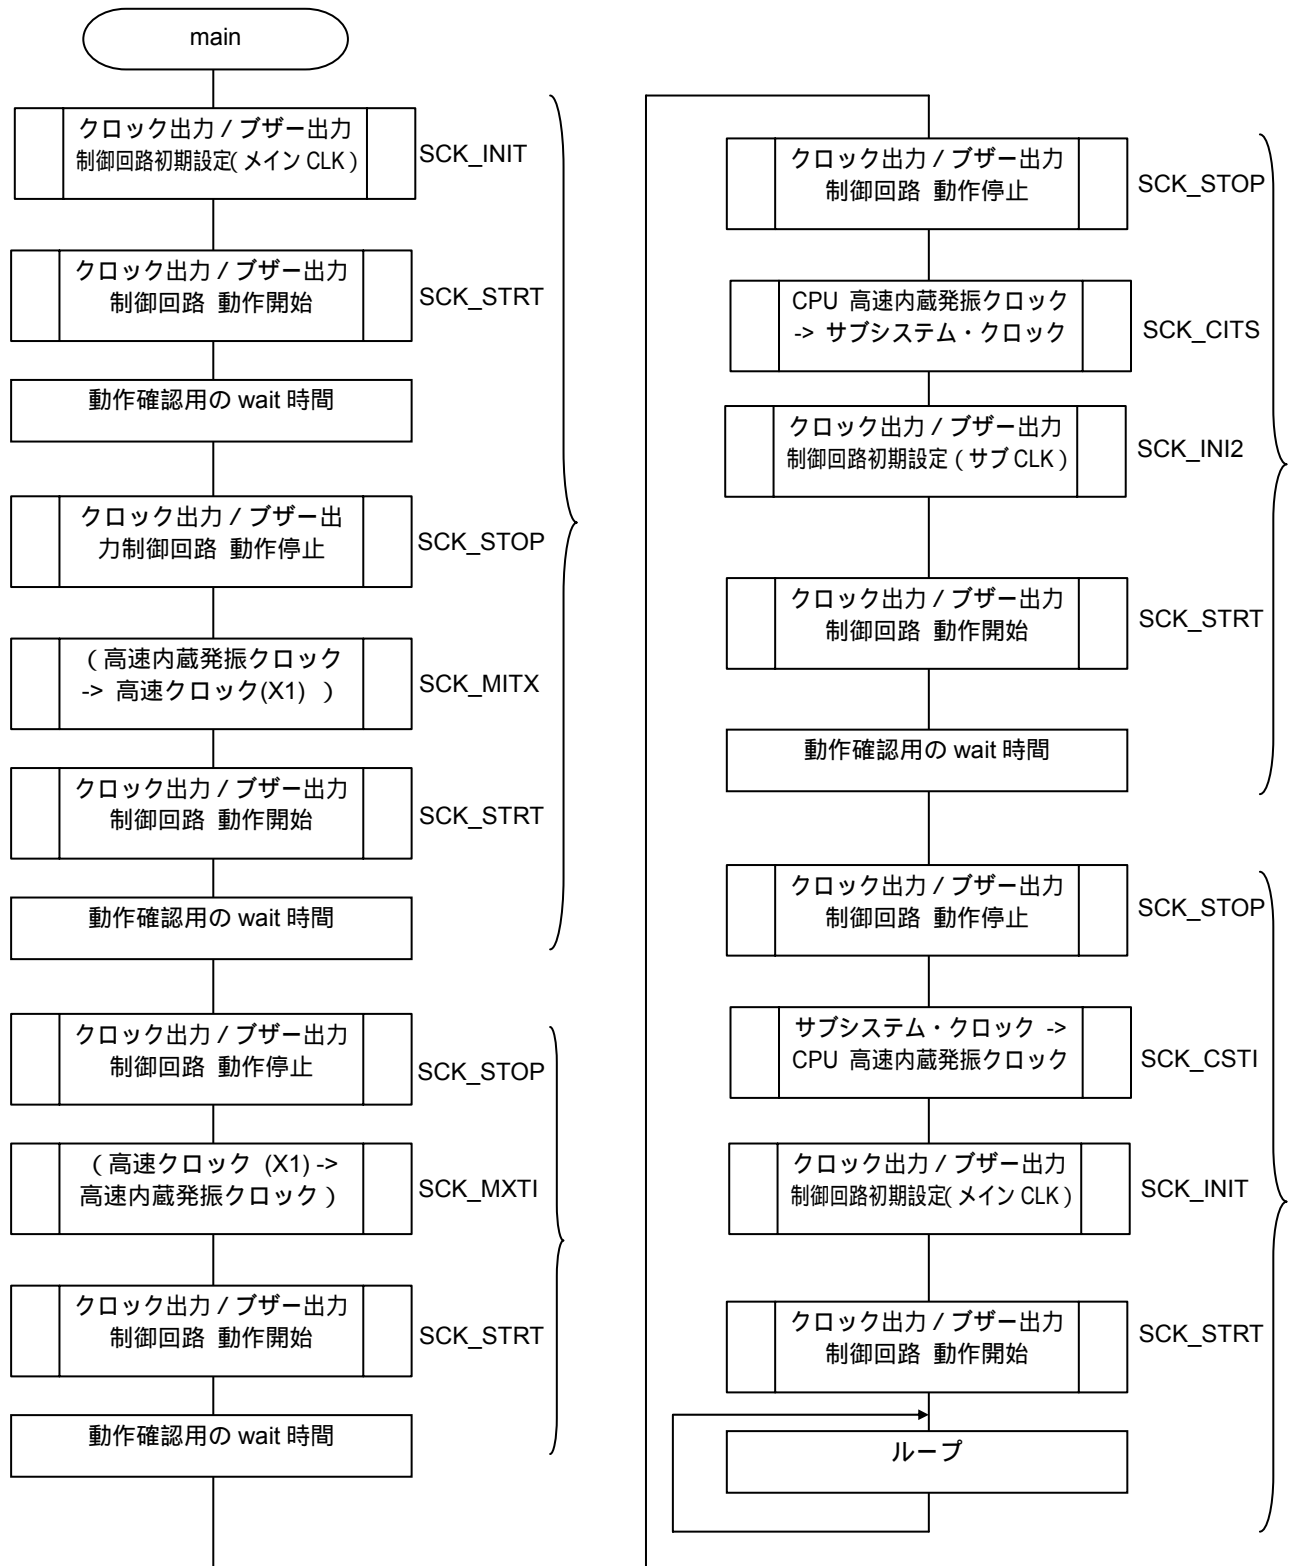 main
クロック出力 / ブザー出力
制御回路初期設定( メイン CLK )
SCK_INIT
クロック出力 / ブザー出力
制御回路 動作開始
SCK_STRT
動作確認用の wait 時間
クロック出力 / ブザー出
力制御回路 動作停止
SCK_STOP
( 高速内蔵発振クロック
-> 高速クロック(X1) )
SCK_MITX
クロック出力 / ブザー出力
制御回路 動作開始
SCK_STRT
動作確認用の wait 時間
クロック出力 / ブザー出力
制御回路 動作停止
SCK_STOP
( 高速クロック (X1) ->
高速内蔵発振クロック )
SCK_MXTI
クロック出力 / ブザー出力
制御回路 動作開始
SCK_STRT
動作確認用の wait 時間
クロック出力 / ブザー出力
制御回路 動作停止
SCK_STOP
CPU 高速内蔵発振クロック
-> サブシステム・クロック
SCK_CITS
クロック出力 / ブザー出力
制御回路初期設定 ( サブ CLK )
SCK_INI2
クロック出力 / ブザー出力
制御回路 動作開始
SCK_STRT
動作確認用の wait 時間
クロック出力 / ブザー出力
制御回路 動作停止
SCK_STOP
サブシステム・クロック ->
CPU 高速内蔵発振クロック
SCK_CSTI
クロック出力 / ブザー出力
制御回路初期設定( メイン CLK )
SCK_INIT
クロック出力 / ブザー出力
制御回路 動作開始
SCK_STRT
ループ